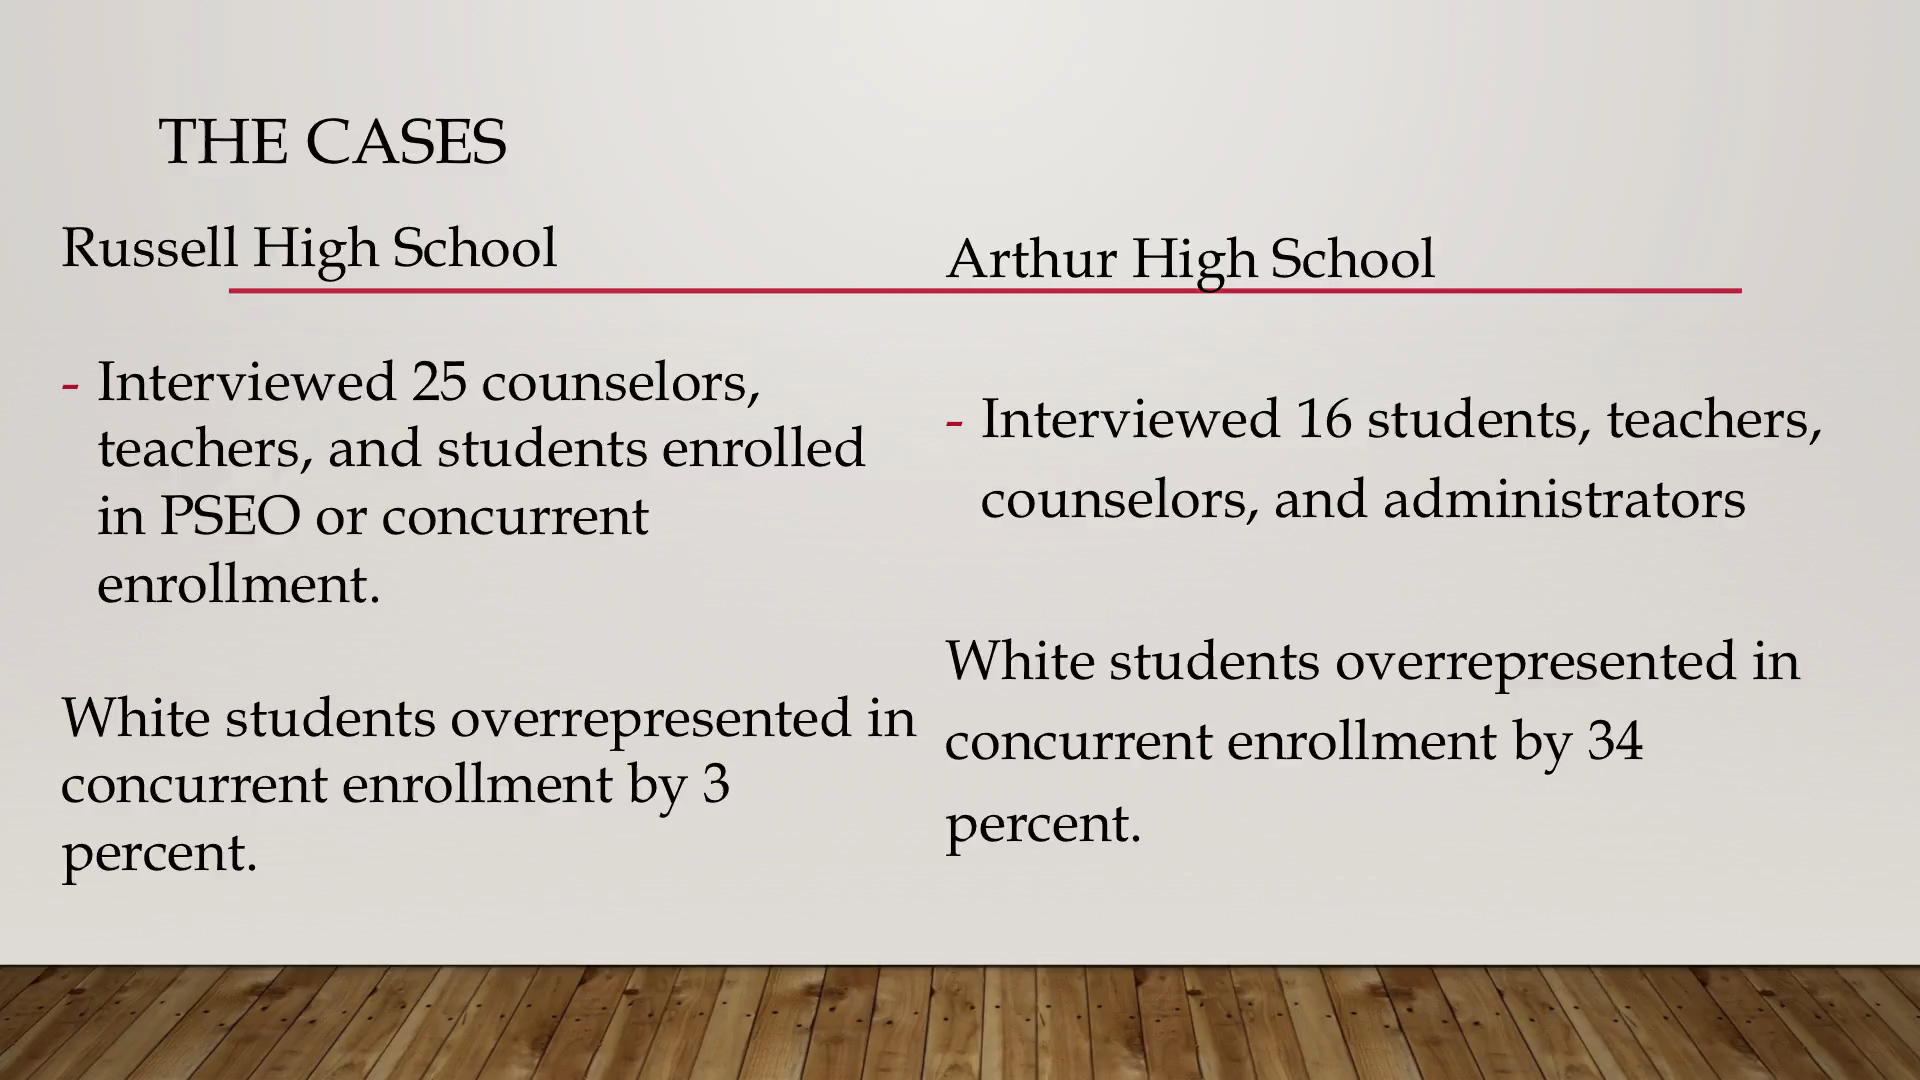 THE CASES
Russell High School
- Interviewed 25 counselors,
teachers, and students enrolled
in PSEO or concurrent
enrollment.
White students overrepresented in
concurrent enrollment by 3
percent.
Arthur High School
- Interviewed 16 students, teachers,
counselors, and administrators
White students overrepresented in
concurrent enrollment by 34
percent.